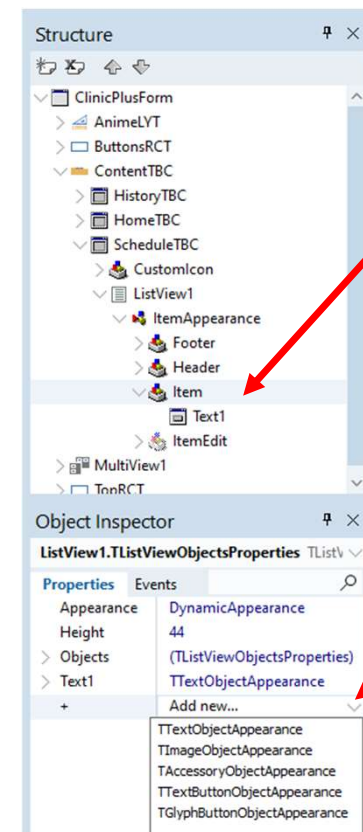 Structure
ClinicPlusForm
AnimeLYT
ButtonsRCT
ContentTBC
HistoryTBC
HomeTBC
ScheduleTBC
CustomIcon
ListView1
ItemAppearance
Footer
Header
Item
Text1
ItemEdit
MultiView1
TopRCT
Object Inspector
ListView1.TListViewObjectsProperties
Properties Events
Appearance DynamicAppearance
Height 44
Objects (TListViewObjectsProperties)
Text1 TTextObjectAppearance
+ Add new...
TTextObjectAppearance
TImageObjectAppearance
TAccessoryObjectAppearance
TTextButtonObjectAppearance
TGlyphButtonObjectAppearance